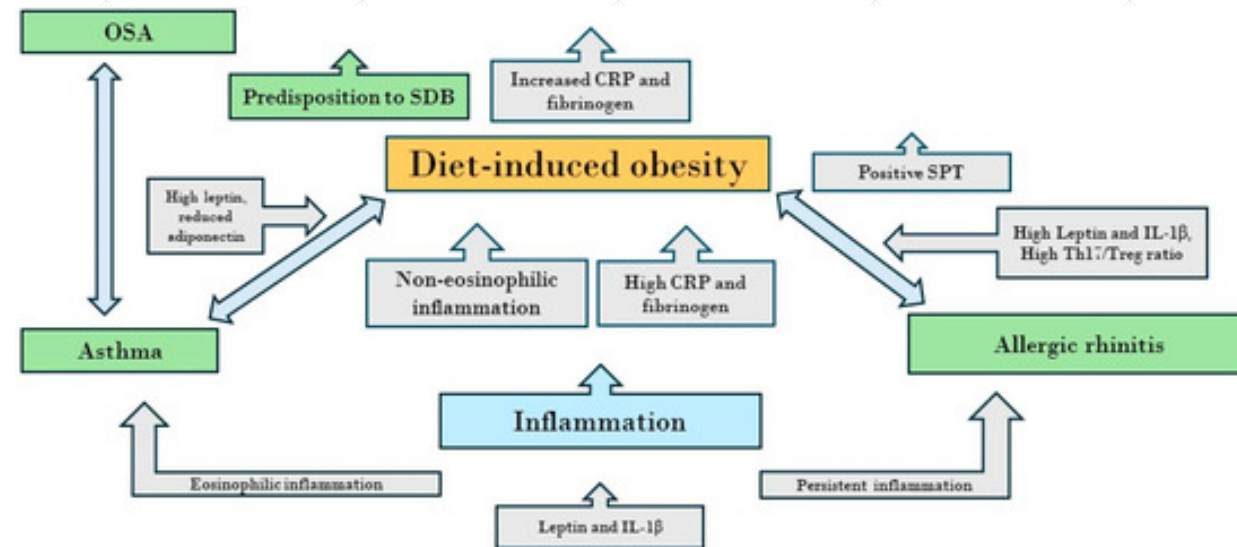 OSA
Predisposition to SDB
Increased CRP and
fibrinogen
Diet-induced obesity
Positive SPT
High leptin,
reduced
adiponectin
High Leptin and IL-1β,
High Th17/Treg ratio
Non-eosinophilic
inflammation
High CRP and
fibrinogen
Asthma
Allergic rhinitis
Inflammation
Eosinophilic inflammation
Persistent inflammation
Leptin and IL-1β